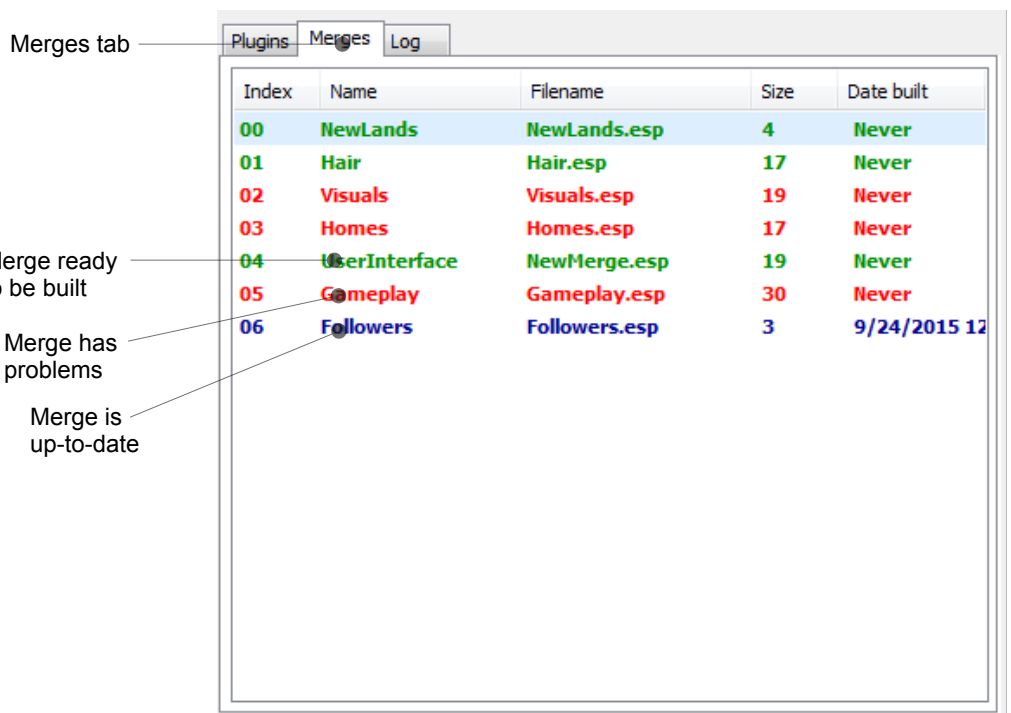 Merges tab
Plugins Merges Log
Index Name Filename Size Date built
00 NewLands NewLands.esp 4 Never
01 Hair Hair.esp 17 Never
02 Visuals Visuals.esp 19 Never
03 Homes Homes.esp 17 Never
04 UserInterface NewMerge.esp 19 Never
05 Gameplay Gameplay.esp 30 Never
06 Followers Followers.esp 3 9/24/2015 12
Merge ready
to be built
Merge has
problems
Merge is
up-to-date